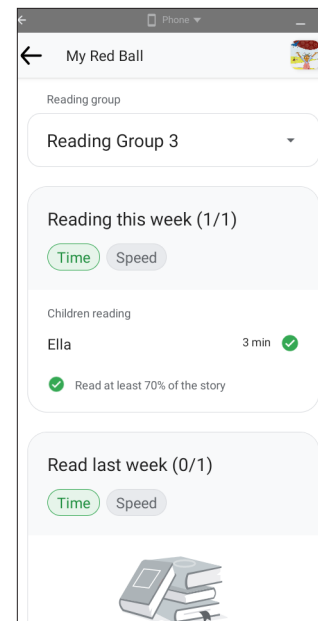 Phone
My Red Ball
Reading group
Reading Group 3
Reading this week (1/1)
Time Speed
Children reading
Ella 3 min
Read at least 70% of the story
Read last week (0/1)
Time Speed